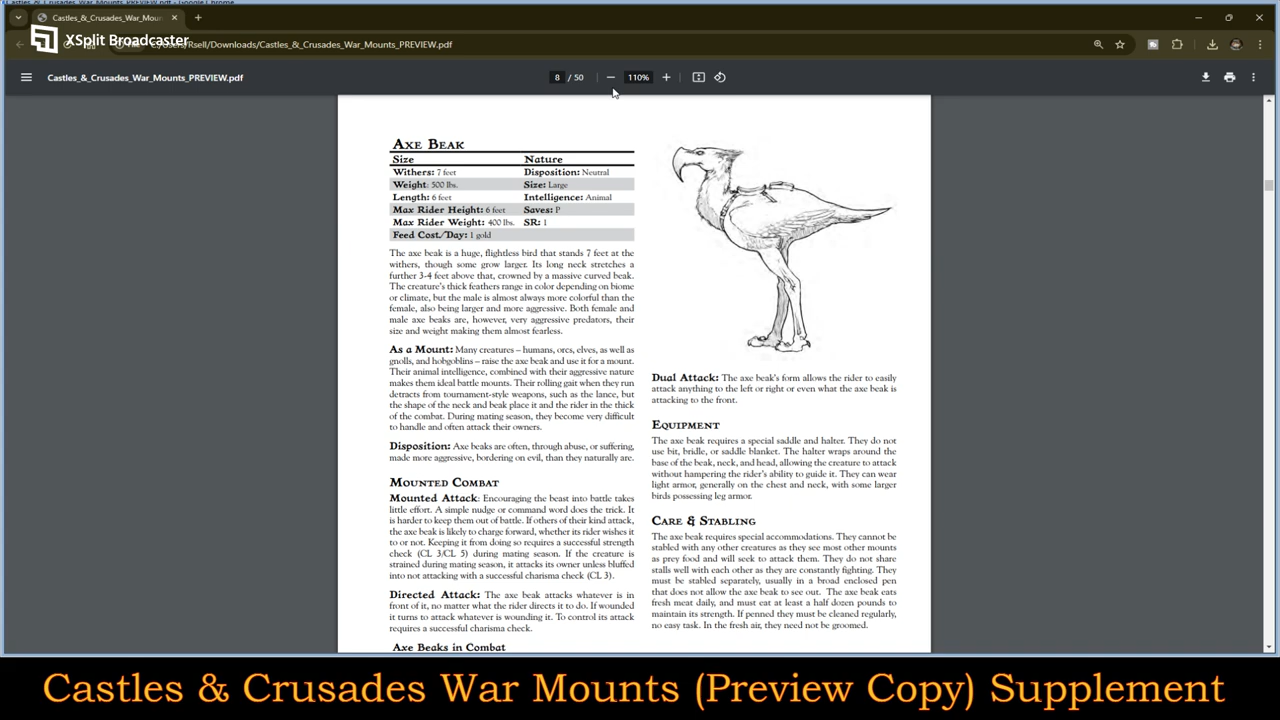 Castles_&_Crusades_War_Mounts_PREVIEW.pdf - Google Chrome
Castles_&_Crusades_War_Moun
XSplit Broadcaster
/Users/Rsell/Downloads/Castles_&_Crusades_War_Mounts_PREVIEW.pdf
Castles_&_Crusades_War_Mounts_PREVIEW.pdf
8 / 50
110%
Axe Beak
Size Nature
Withers: 7 feet Disposition: Neutral
Weight: 500 lbs. Size: Large
Length: 6 feet Intelligence: Animal
Max Rider Height: 6 feet Saves: P
Max Rider Weight: 400 lbs. SR: 1
Feed Cost/Day: 1 gold
The axe beak is a huge, flightless bird that stands 7 feet at the
withers, though some grow larger. Its long neck stretches a
further 3-4 feet above that, crowned by a massive curved beak.
The creature's thick feathers range in color depending on biome
or climate, but the male is almost always more colorful than the
female, also being larger and more aggressive. Both female and
male axe beaks are, however, very aggressive predators, their
size and weight making them almost fearless.
As a Mount: Many creatures – humans, orcs, elves, as well as
gnolls, and hobgoblins – raise the axe beak and use it for a mount.
Their animal intelligence, combined with their aggressive nature
makes them ideal battle mounts. Their rolling gait when they run
detracts from tournament-style weapons, such as the lance, but
the shape of the neck and beak place it and the rider in the thick
of the combat. During mating season, they become very difficult
to handle and often attack their owners.
Disposition: Axe beaks are often, through abuse, or suffering,
made more aggressive, bordering on evil, than they naturally are.
Mounted Combat
Mounted Attack: Encouraging the beast into battle takes
little effort. A simple nudge or command word does the trick. It
is harder to keep them out of battle. If others of their kind attack,
the axe beak is likely to charge forward, whether its rider wishes it
to or not. Keeping it from doing so requires a successful strength
check (CL 3/CL 5) during mating season. If the creature is
strained during mating season, it attacks its owner unless bluffed
into not attacking with a successful charisma check (CL 3).
Directed Attack: The axe beak attacks whatever is in
front of it, no matter what the rider directs it to do. If wounded
it turns to attack whatever is wounding it. To control its attack
requires a successful charisma check.
Axe Beaks in Combat
Dual Attack: The axe beak's form allows the rider to easily
attack anything to the left or right or even what the axe beak is
attacking to the front.
Equipment
The axe beak requires a special saddle and halter. They do not
use bit, bridle, or saddle blanket. The halter wraps around the
base of the beak, neck, and head, allowing the creature to attack
without hampering the rider's ability to guide it. They can wear
light armor, generally on the chest and neck, with some larger
birds possessing leg armor.
Care & Stabling
The axe beak requires special accommodations. They cannot be
stabled with any other creatures as they see most other mounts
as prey food and will seek to attack them. They do not share
stalls well with each other as they are constantly fighting. They
must be stabled separately, usually in a broad enclosed pen
that does not allow the axe beak to see out. The axe beak eats
fresh meat daily, and must eat at least a half dozen pounds to
maintain its strength. If penned they must be cleaned regularly,
no easy task. In the fresh air, they need not be groomed.
Castles & Crusades War Mounts (Preview Copy) Supplement